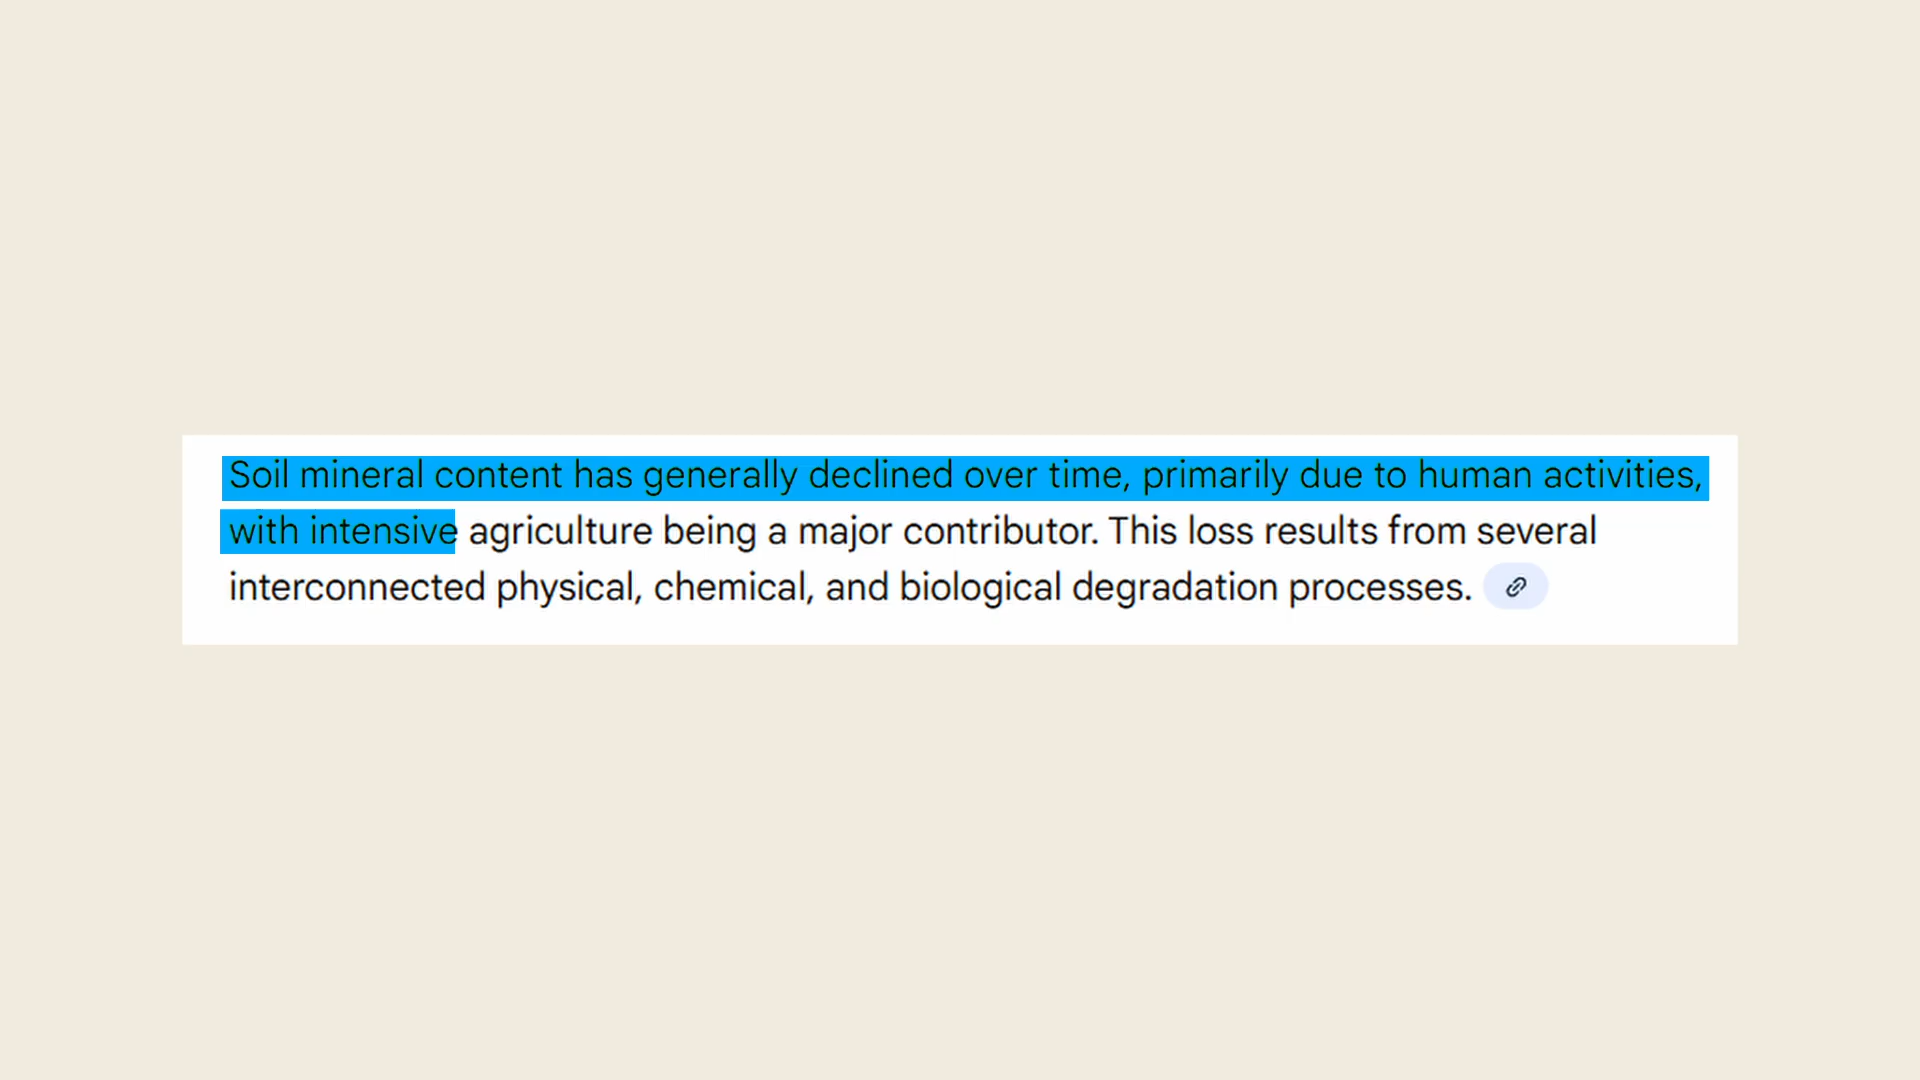 Soil mineral content has generally declined over time, primarily due to human activities,
with intensive agriculture being a major contributor. This loss results from several
interconnected physical, chemical, and biological degradation processes.